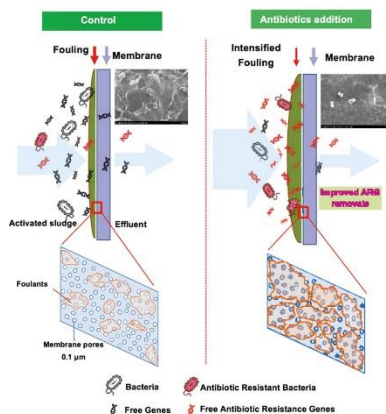 Control
Fouling
Membrane
Activated sludge
Effluent
Foulants
Membrane pores
0.1 μm
Antibiotics addition
Intensified
Fouling
Membrane
Improved ARG
removals
Bacteria
Antibiotic Resistant Bacteria
Free Genes
Free Antibiotic Resistance Genes